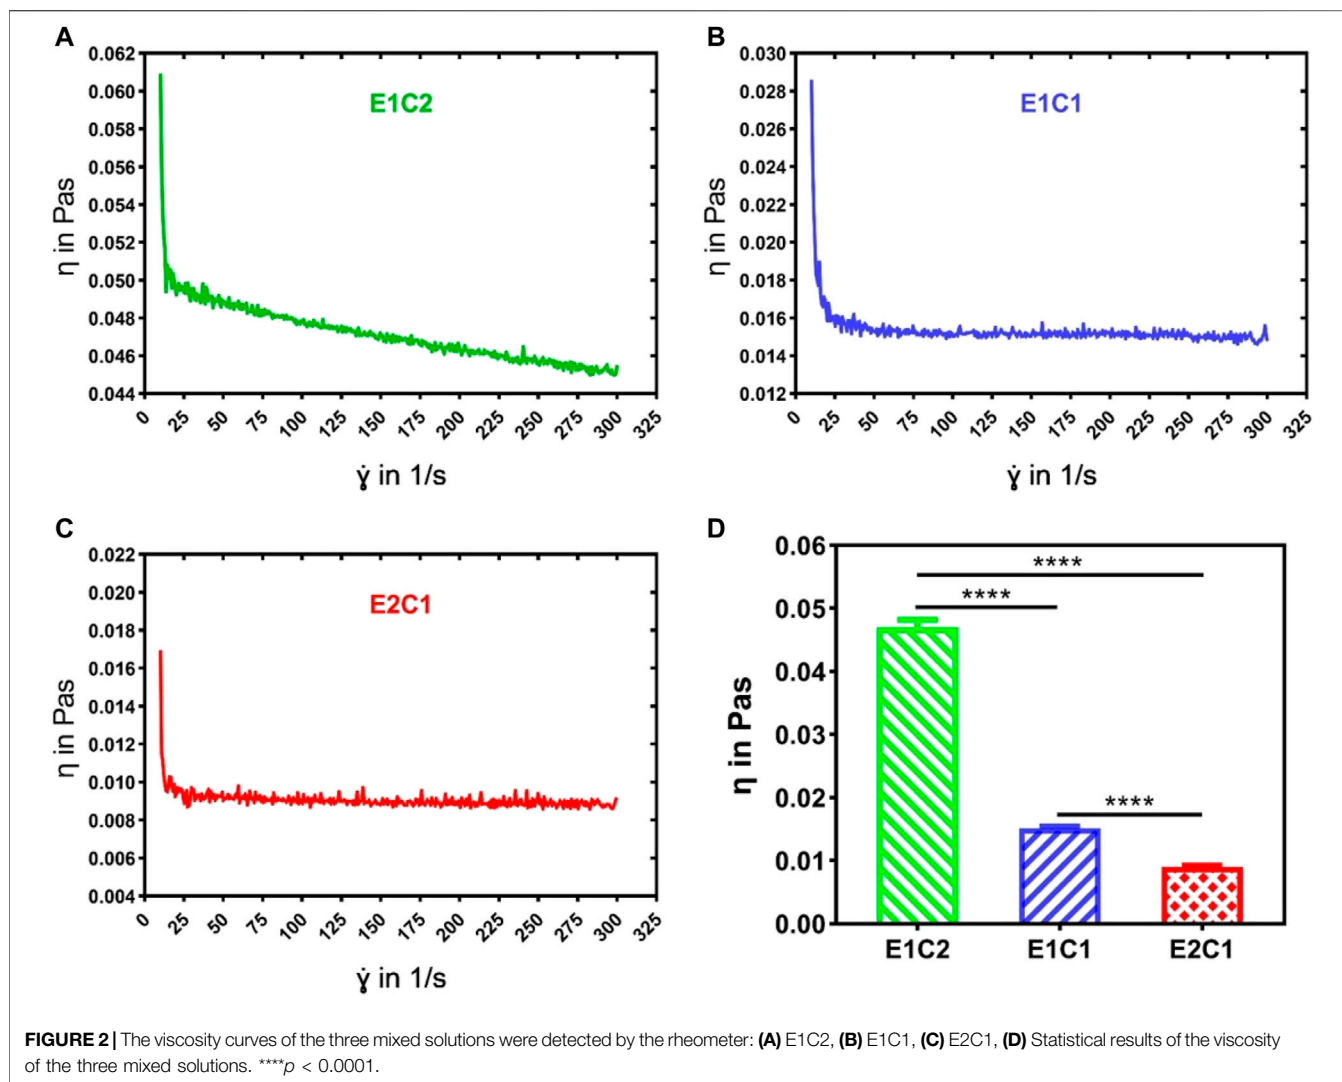 A
0.062
0.060
0.058
0.056
0.054
0.052
0.050
0.048
0.046
0.044
η in Pas
E1C2
0 25 50 75 100 125 150 175 200 225 250 275 300 325
γ̇ in 1/s
B
0.030
0.028
0.026
0.024
0.022
0.020
0.018
0.016
0.014
0.012
η in Pas
E1C1
0 25 50 75 100 125 150 175 200 225 250 275 300 325
γ̇ in 1/s
C
0.022
0.020
0.018
0.016
0.014
0.012
0.010
0.008
0.006
0.004
η in Pas
E2C1
0 25 50 75 100 125 150 175 200 225 250 275 300 325
γ̇ in 1/s
D
0.06
0.05
0.04
0.03
0.02
0.01
0.00
η in Pas
****
****
****
E1C2 E1C1 E2C1
FIGURE 2 | The viscosity curves of the three mixed solutions were detected by the rheometer: (A) E1C2, (B) E1C1, (C) E2C1, (D) Statistical results of the viscosity
of the three mixed solutions. ****p < 0.0001.